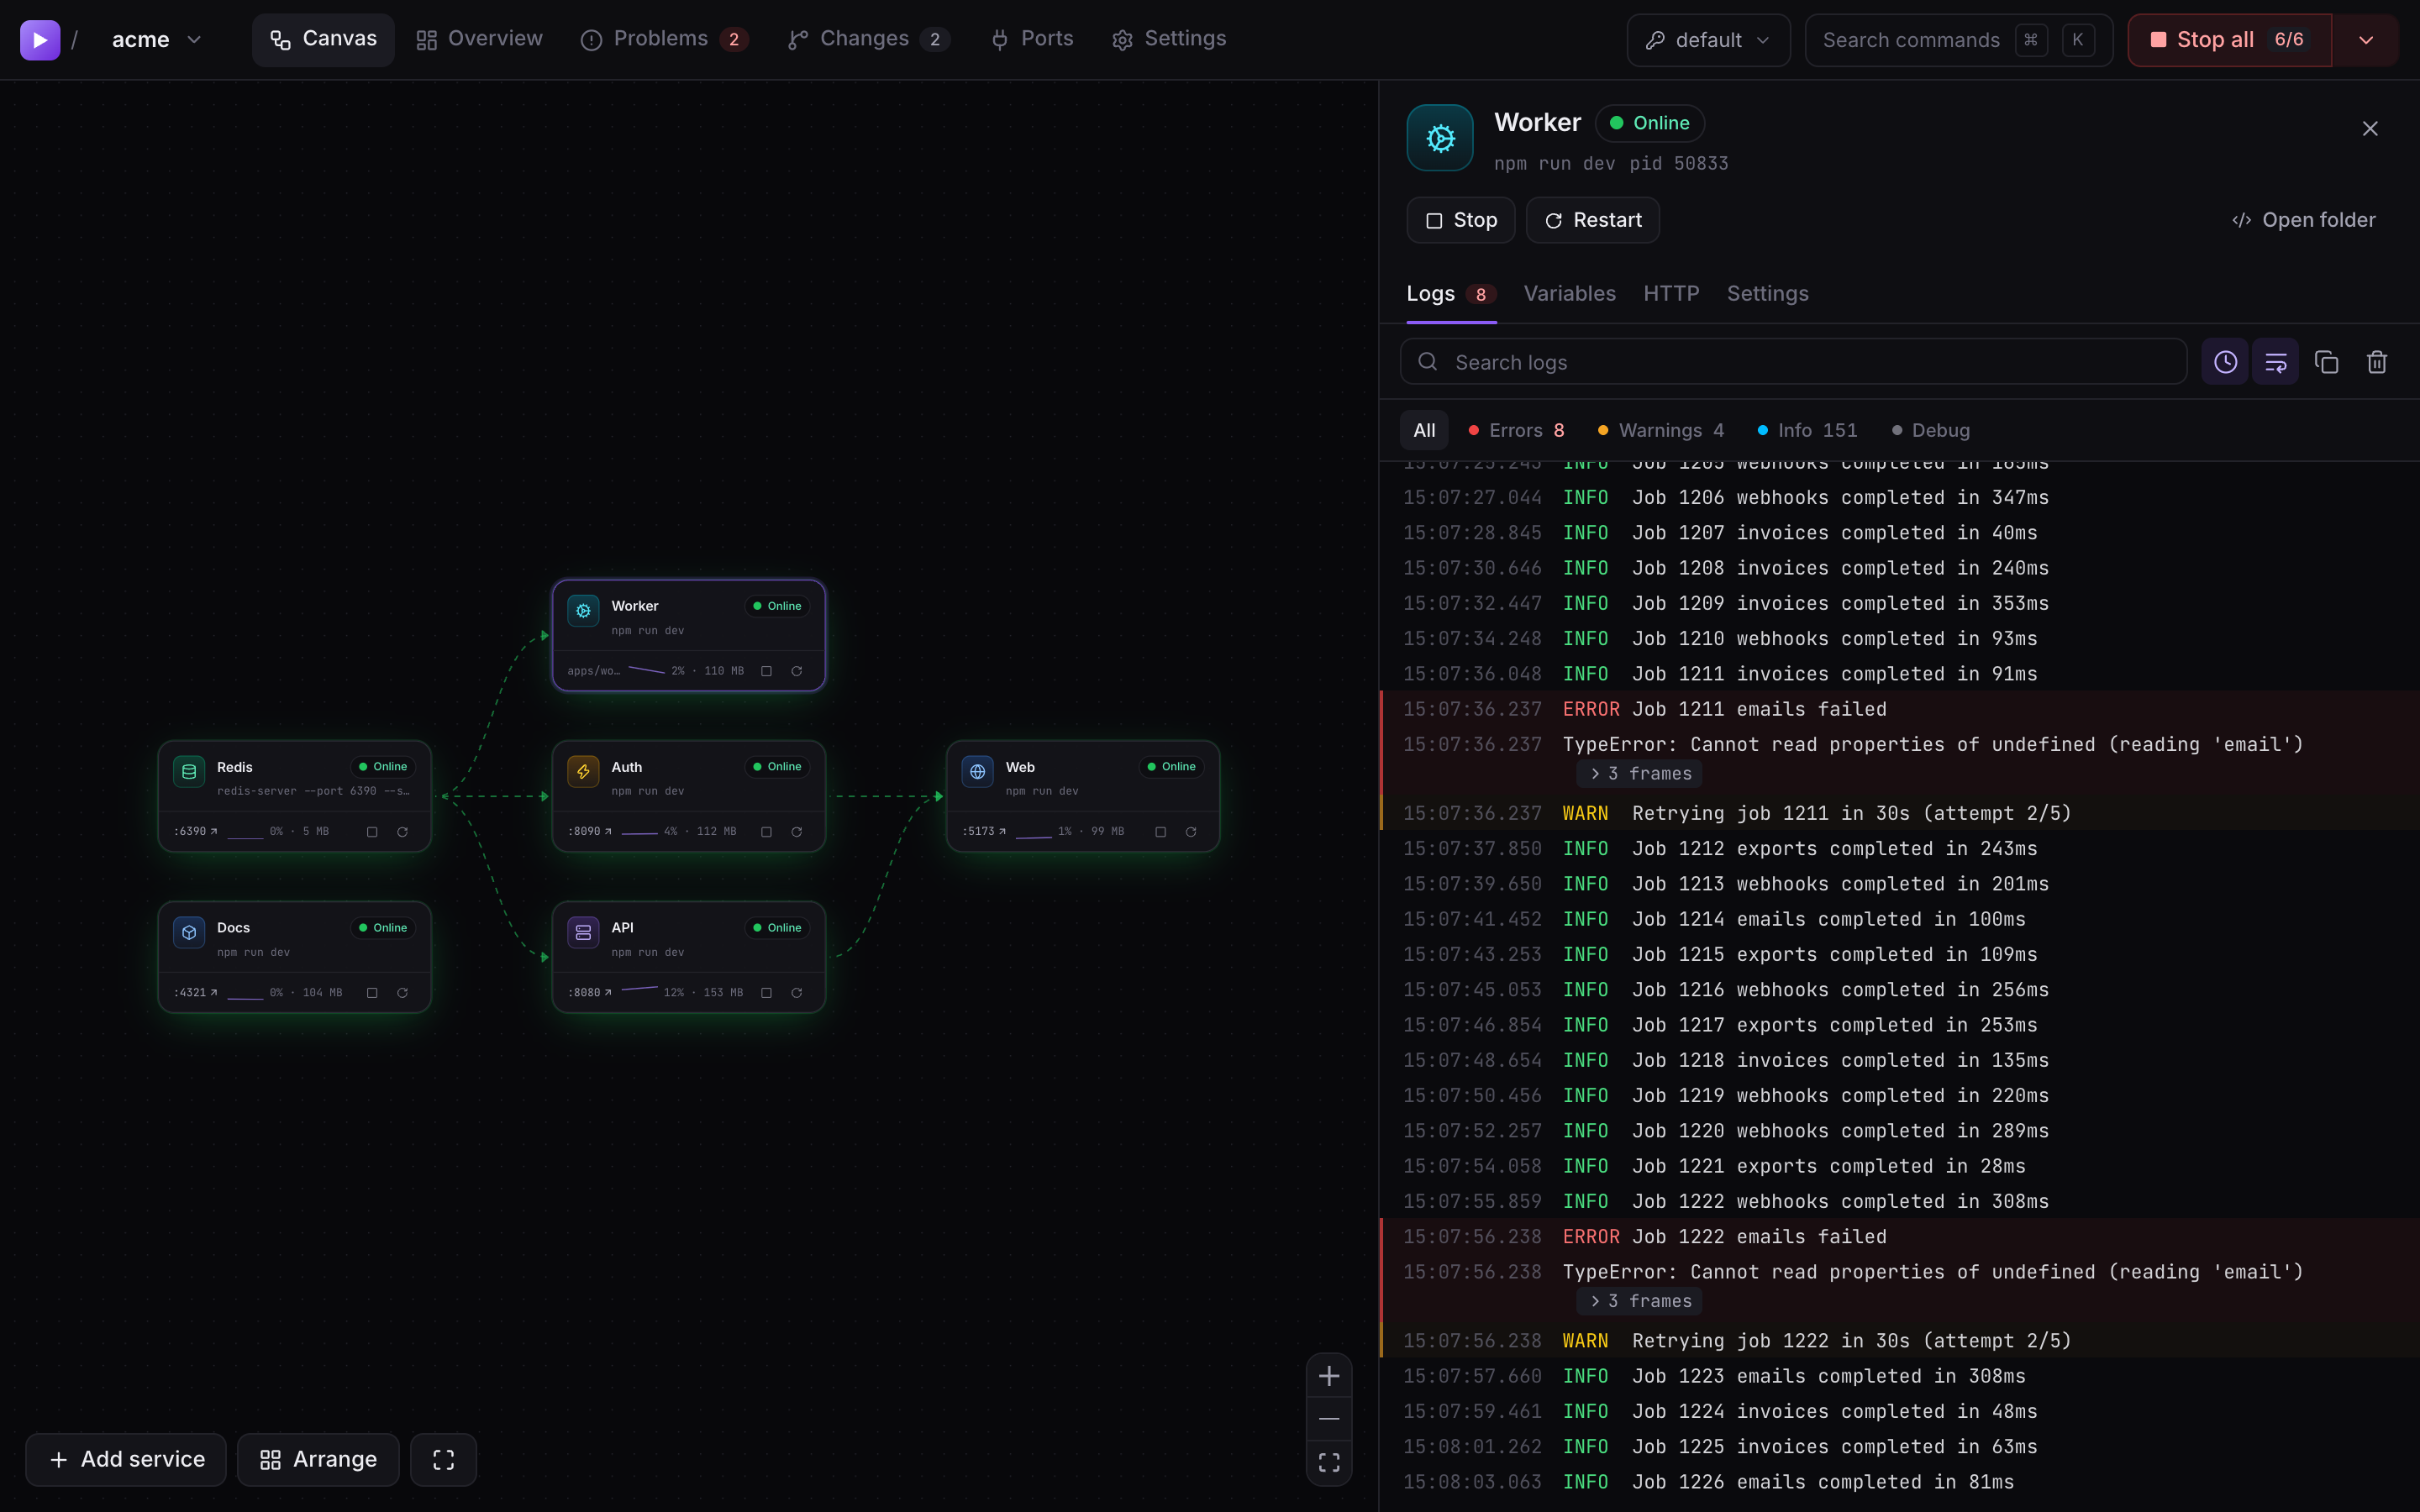 / acme Canvas Overview Problems 2 Changes 2 Ports Settings default Search commands ⌘ K Stop all 6/6
Worker Online
npm run dev pid 50833
Stop Restart Open folder
Logs 8 Variables HTTP Settings
Search logs
All Errors 8 Warnings 4 Info 151 Debug
15:07:25.245 INFO Job 1205 webhooks completed in 165ms
15:07:27.044 INFO Job 1206 webhooks completed in 347ms
15:07:28.845 INFO Job 1207 invoices completed in 40ms
15:07:30.646 INFO Job 1208 invoices completed in 240ms
15:07:32.447 INFO Job 1209 invoices completed in 353ms
15:07:34.248 INFO Job 1210 webhooks completed in 93ms
15:07:36.048 INFO Job 1211 invoices completed in 91ms
15:07:36.237 ERROR Job 1211 emails failed
15:07:36.237 TypeError: Cannot read properties of undefined (reading 'email')
3 frames
15:07:36.237 WARN Retrying job 1211 in 30s (attempt 2/5)
15:07:37.850 INFO Job 1212 exports completed in 243ms
15:07:39.650 INFO Job 1213 webhooks completed in 201ms
15:07:41.452 INFO Job 1214 emails completed in 100ms
15:07:43.253 INFO Job 1215 exports completed in 109ms
15:07:45.053 INFO Job 1216 webhooks completed in 256ms
15:07:46.854 INFO Job 1217 exports completed in 253ms
15:07:48.654 INFO Job 1218 invoices completed in 135ms
15:07:50.456 INFO Job 1219 webhooks completed in 220ms
15:07:52.257 INFO Job 1220 webhooks completed in 289ms
15:07:54.058 INFO Job 1221 exports completed in 28ms
15:07:55.859 INFO Job 1222 webhooks completed in 308ms
15:07:56.238 ERROR Job 1222 emails failed
15:07:56.238 TypeError: Cannot read properties of undefined (reading 'email')
3 frames
15:07:56.238 WARN Retrying job 1222 in 30s (attempt 2/5)
15:07:57.660 INFO Job 1223 emails completed in 308ms
15:07:59.461 INFO Job 1224 invoices completed in 48ms
15:08:01.262 INFO Job 1225 invoices completed in 63ms
15:08:03.063 INFO Job 1226 emails completed in 81ms
Worker Online
npm run dev
apps/wo… 2% · 110 MB
Redis Online
redis-server --port 6390 --s…
:6390 0% · 5 MB
Auth Online
npm run dev
:8090 4% · 112 MB
Web Online
npm run dev
:5173 1% · 99 MB
Docs Online
npm run dev
:4321 0% · 104 MB
API Online
npm run dev
:8080 12% · 153 MB
Add service Arrange